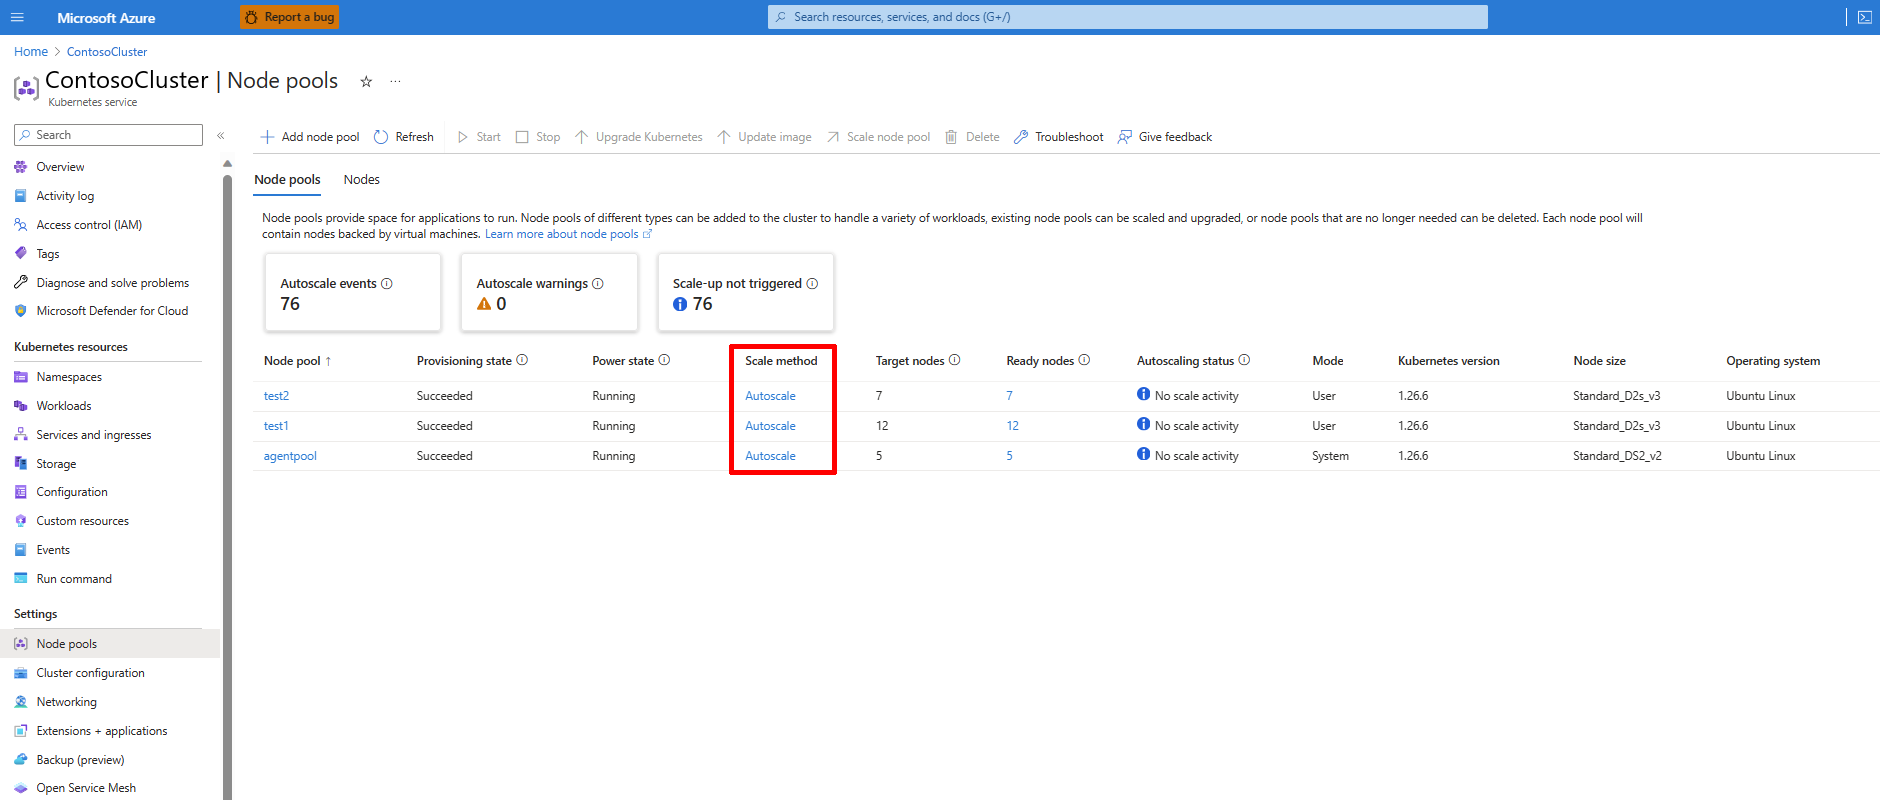 Microsoft Azure
Report a bug
Search resources, services, and docs (G+/)
Home > ContosoCluster
ContosoCluster | Node pools
Kubernetes service
Search
Overview
Activity log
Access control (IAM)
Tags
Diagnose and solve problems
Microsoft Defender for Cloud
Kubernetes resources
Namespaces
Workloads
Services and ingresses
Storage
Configuration
Custom resources
Events
Run command
Settings
Node pools
Cluster configuration
Networking
Extensions + applications
Backup (preview)
Open Service Mesh
Add node pool Refresh Start Stop Upgrade Kubernetes Update image Scale node pool Delete Troubleshoot Give feedback
Node pools Nodes
Node pools provide space for applications to run. Node pools of different types can be added to the cluster to handle a variety of workloads, existing node pools can be scaled and upgraded, or node pools that are no longer needed can be deleted. Each node pool will
contain nodes backed by virtual machines. Learn more about node pools
Autoscale events
76
Autoscale warnings
0
Scale-up not triggered
76
Node pool ↑ Provisioning state Power state Scale method Target nodes Ready nodes Autoscaling status Mode Kubernetes version Node size Operating system
test2 Succeeded Running Autoscale 7 7 No scale activity User 1.26.6 Standard_D2s_v3 Ubuntu Linux
test1 Succeeded Running Autoscale 12 12 No scale activity User 1.26.6 Standard_D2s_v3 Ubuntu Linux
agentpool Succeeded Running Autoscale 5 5 No scale activity System 1.26.6 Standard_DS2_v2 Ubuntu Linux